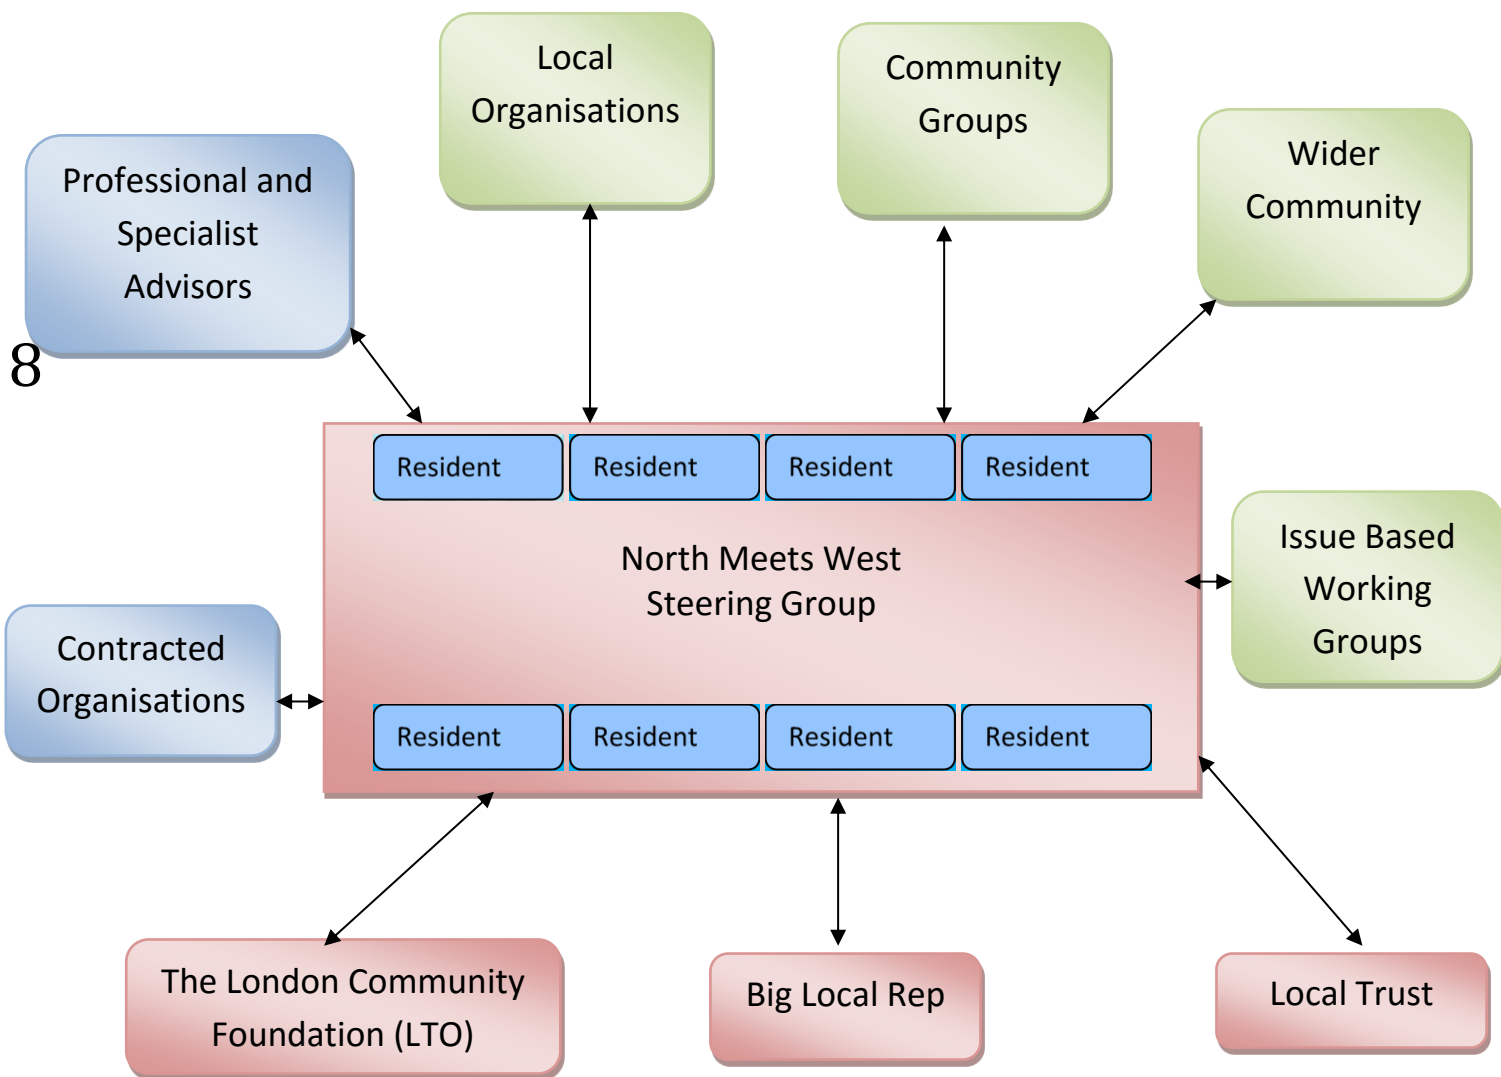 Local
Organisations
Community
Groups
Wider
Community
Professional and
Specialist
Advisors
8
Resident
Resident
Resident
Resident
North Meets West
Steering Group
Issue Based
Working
Groups
Contracted
Organisations
Resident
Resident
Resident
Resident
The London Community
Foundation (LTO)
Big Local Rep
Local Trust